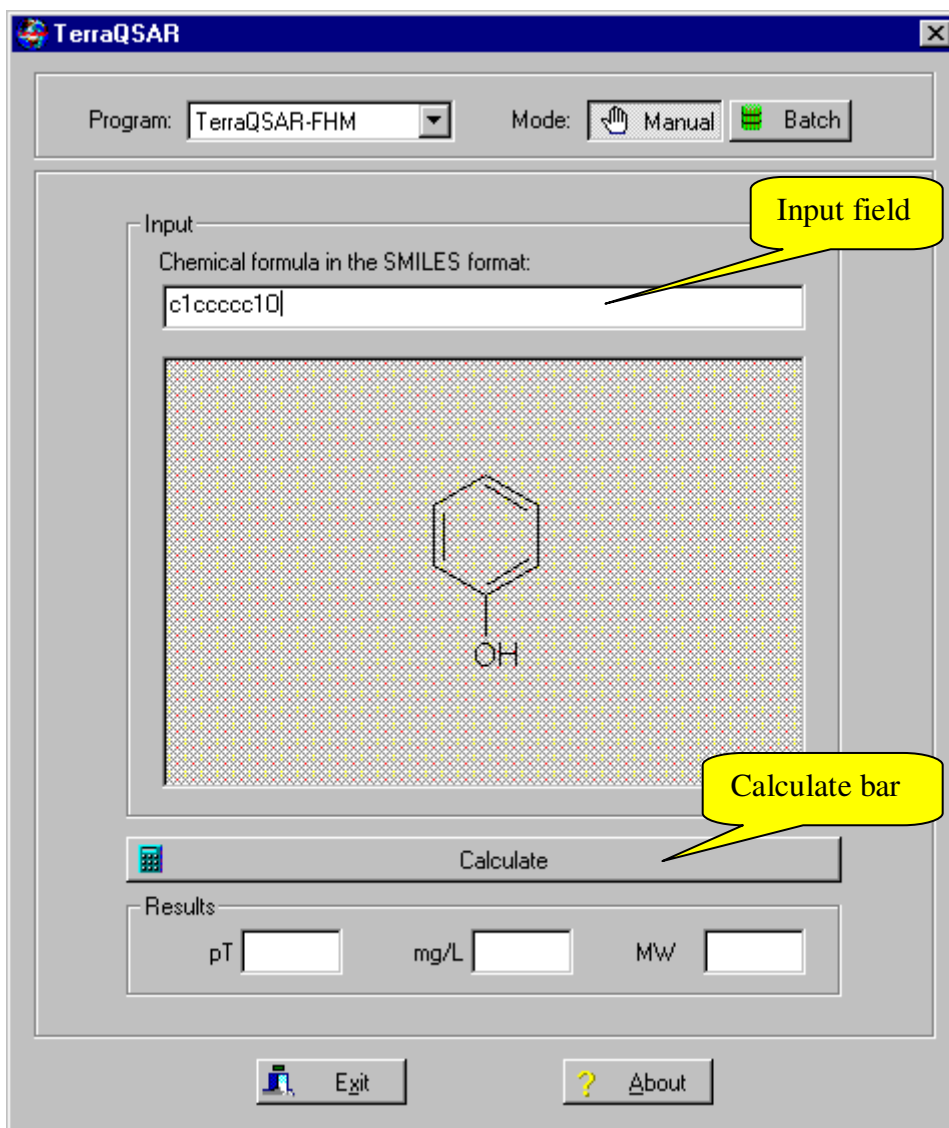 TerraQSAR
Program: TerraQSAR-FHM Mode: Manual Batch
Input field
Input
Chemical formula in the SMILES format:
c1ccccc1O
OH
Calculate bar
Calculate
Results
pT mg/L MW
Exit ? About